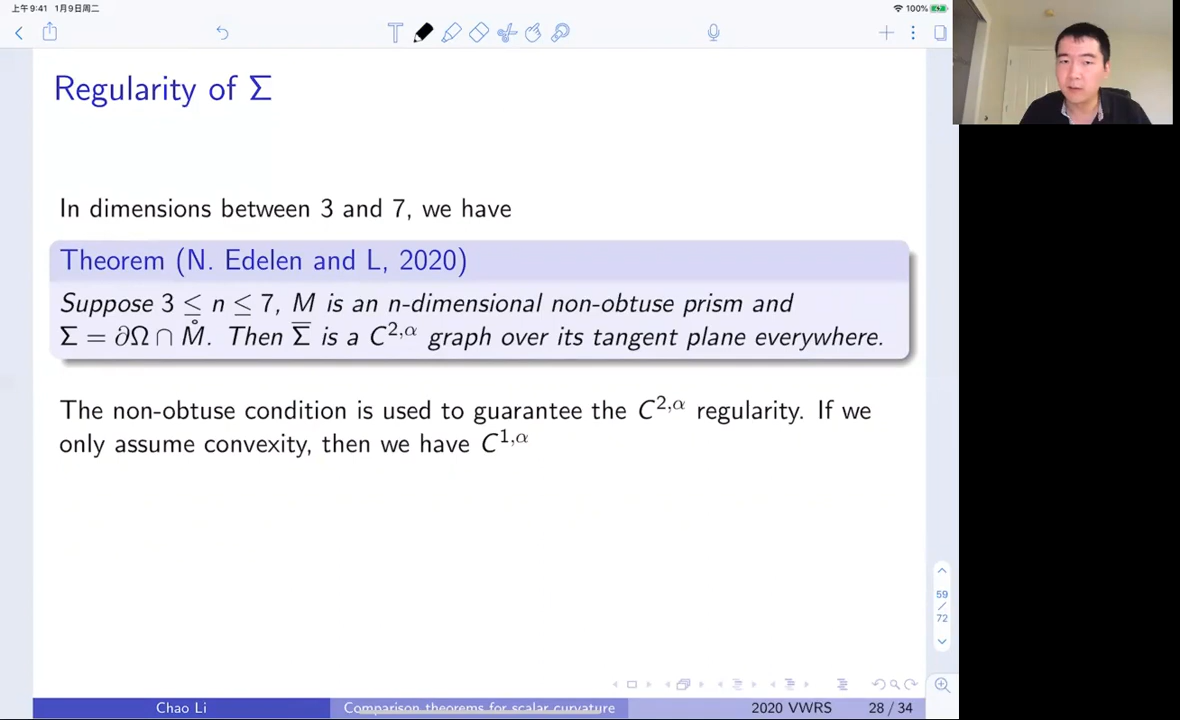 上午9:41 1月9日周二
100%
Regularity of Σ
In dimensions between 3 and 7, we have
Theorem (N. Edelen and L, 2020)
Suppose 3 ≤ n ≤ 7, M is an n-dimensional non-obtuse prism and
Σ = ∂Ω ∩ M̊. Then Σ̅ is a C^{2,α} graph over its tangent plane everywhere.
The non-obtuse condition is used to guarantee the C^{2,α} regularity. If we
only assume convexity, then we have C^{1,α}
59
/
72
Chao Li
Comparison theorems for scalar curvature
2020 VWRS
28 / 34